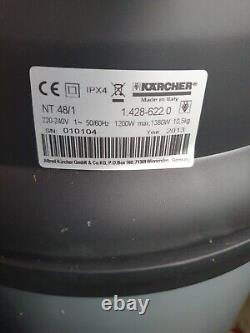 CE IPX4 KÄRCHER
Made in Italy
NT 48/1 1.428-622.0
220-240V 1~ 50/60Hz 1200W max.1380W 10,5kg
S/N: 010104 Year 2013
Alfred Kärcher GmbH & Co KG, P.O.Box 160, 71349 Winnenden, Germany